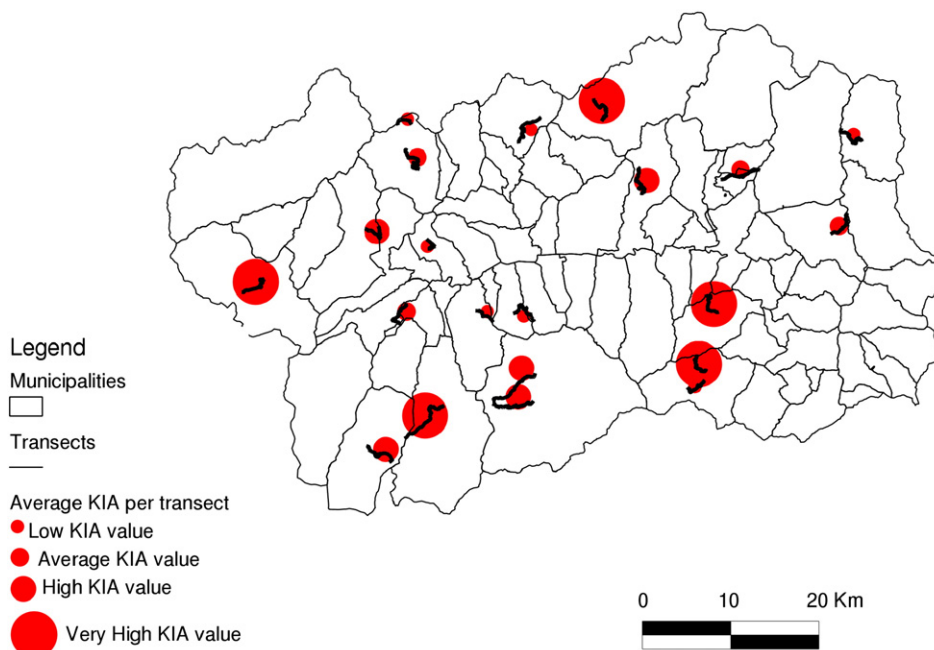 Legend
Municipalities
Transects
Average KIA per transect
Low KIA value
Average KIA value
High KIA value
Very High KIA value
0 10 20 Km